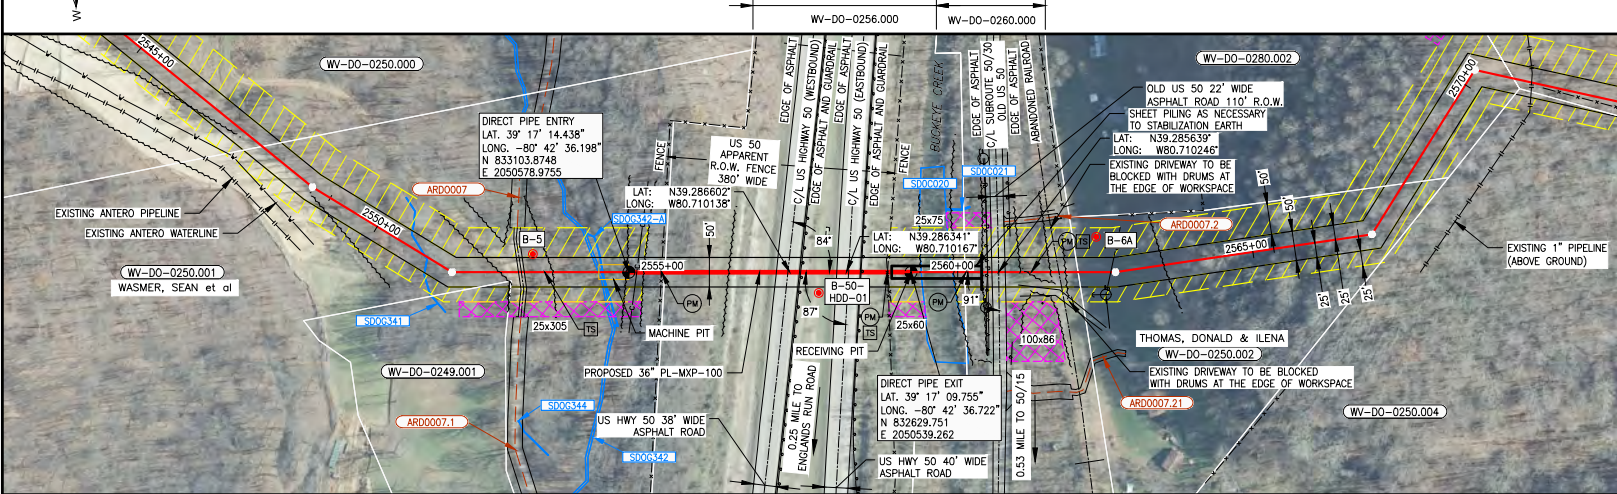 W
WV-DO-0256.000
WV-DO-0260.000
2545+00
WV-DO-0250.000
WV-DO-0280.002
2570+00
DIRECT PIPE ENTRY
LAT. 39° 17' 14.438"
LONG. -80° 42' 36.198"
N 833103.8748
E 2050578.9755
FENCE
US 50
APPARENT
R.O.W. FENCE
380' WIDE
EDGE OF ASPHALT
C/L US HIGHWAY 50 (WESTBOUND)
EDGE OF ASPHALT AND GUARDRAIL
EDGE OF ASPHALT
C/L US HIGHWAY 50 (EASTBOUND)
EDGE OF ASPHALT AND GUARDRAIL
FENCE
BUCKEYE CREEK
EDGE OF ASPHALT
C/L SUBROUTE 50/30
OLD US 50
EDGE OF ASPHALT
ABANDONED RAILROAD
OLD US 50 22' WIDE
ASPHALT ROAD 110' R.O.W.
SHEET PILING AS NECESSARY
TO STABILIZATION EARTH
LAT: N39.285639°
LONG: W80.710246°
EXISTING DRIVEWAY TO BE
BLOCKED WITH DRUMS AT
THE EDGE OF WORKSPACE
ARDO007
LAT: N39.286602°
LONG: W80.710138°
SDOC020
SDOC021
EXISTING ANTERO PIPELINE
EXISTING ANTERO WATERLINE
2550+00
SDOG342-A
50'
84°
25x75
LAT: N39.286341°
LONG: W80.710167°
ARDO007.2
50'
50'
B-5
PM
TS
B-6A
2565+00
EXISTING 1" PIPELINE
(ABOVE GROUND)
WV-DO-0250.001
WASMER, SEAN et al
2555+00
2560+00
B-50-
HDD-01
25'
25'
25'
PM
PM
PM
91°
87°
SDOG341
25x305
TS
MACHINE PIT
TS
25x60
RECEIVING PIT
100x86
THOMAS, DONALD & ILENA
WV-DO-0250.002
WV-DO-0249.001
PROPOSED 36" PL-MXP-100
EXISTING DRIVEWAY TO BE BLOCKED
WITH DRUMS AT THE EDGE OF WORKSPACE
DIRECT PIPE EXIT
LAT. 39° 17' 09.755"
LONG. -80° 42' 36.722"
N 832629.751
E 2050539.262
SDOG344
ARDO007.21
ARDO007.1
US HWY 50 38' WIDE
ASPHALT ROAD
0.25 MILE TO
ENGLANDS RUN ROAD
0.53 MILE TO 50/15
WV-DO-0250.004
SDOG342
US HWY 50 40' WIDE
ASPHALT ROAD